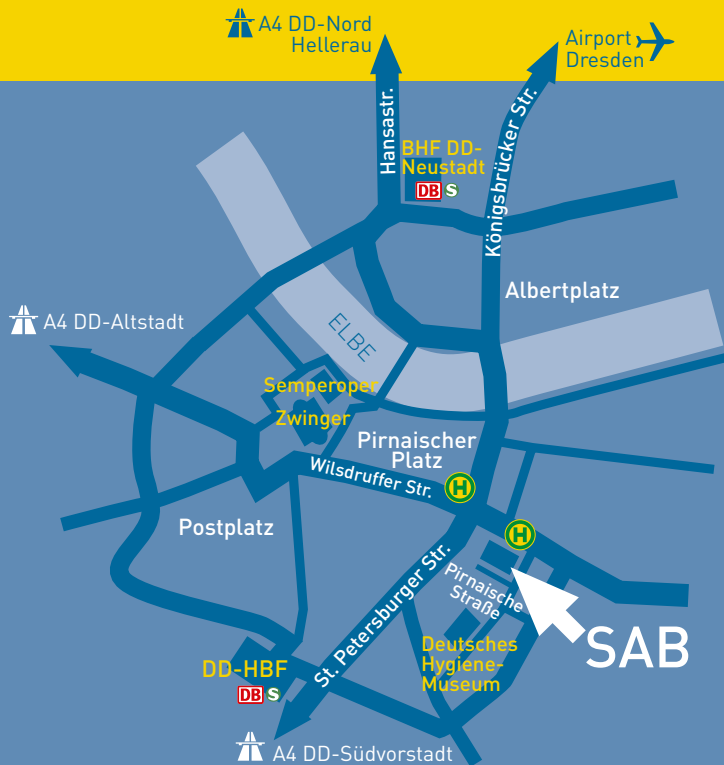 A4 DD-Nord
Hellerau
Airport
Dresden
Hansastr.
BHF DD-
Neustadt
DB S
Königsbrücker Str.
Albertplatz
A4 DD-Altstadt
ELBE
Semperoper
Zwinger
Pirnaischer
Platz
Wilsdruffer Str.
H
Postplatz
H
St. Petersburger Str.
Pirnaische
Straße
SAB
Deutsches
Hygiene-
Museum
DD-HBF
DB S
A4 DD-Südvorstadt